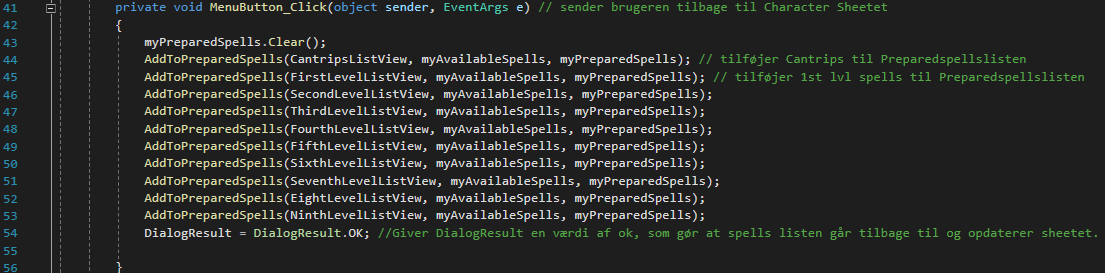 41 private void MenuButton_Click(object sender, EventArgs e) // sender brugeren tilbage til Character Sheetet
42 {
43 myPreparedSpells.Clear();
44 AddToPreparedSpells(CantripsListView, myAvailableSpells, myPreparedSpells); // tilføjer Cantrips til Preparedspellslisten
45 AddToPreparedSpells(FirstLevelListView, myAvailableSpells, myPreparedSpells); // tilføjer 1st lvl spells til Preparedspellslisten
46 AddToPreparedSpells(SecondLevelListView, myAvailableSpells, myPreparedSpells);
47 AddToPreparedSpells(ThirdLevelListView, myAvailableSpells, myPreparedSpells);
48 AddToPreparedSpells(FourthLevelListView, myAvailableSpells, myPreparedSpells);
49 AddToPreparedSpells(FifthLevelListView, myAvailableSpells, myPreparedSpells);
50 AddToPreparedSpells(SixthLevelListView, myAvailableSpells, myPreparedSpells);
51 AddToPreparedSpells(SeventhLevelListView, myAvailableSpells, myPreparedSpells);
52 AddToPreparedSpells(EightLevelListView, myAvailableSpells, myPreparedSpells);
53 AddToPreparedSpells(NinthLevelListView, myAvailableSpells, myPreparedSpells);
54 DialogResult = DialogResult.OK; //Giver DialogResult en værdi af ok, som gør at spells listen går tilbage til og opdaterer sheetet.
55
56 }